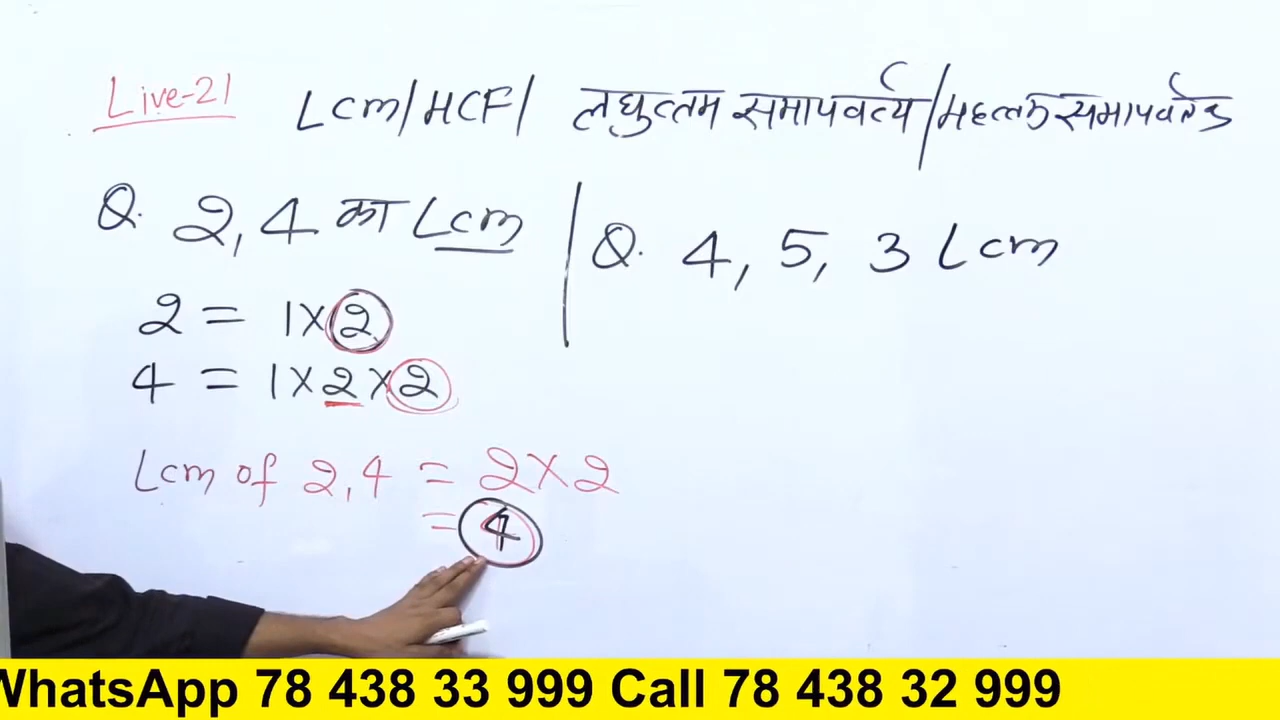 Live-21 Lcm/HCF/ लघुत्तम समापवर्त्य/महत्तम समापवर्तक
Q. 2, 4 का Lcm
2 = 1×2
4 = 1×2×2
Lcm of 2, 4 = 2×2
= 4
Q. 4, 5, 3 Lcm
WhatsApp 78 438 33 999 Call 78 438 32 999